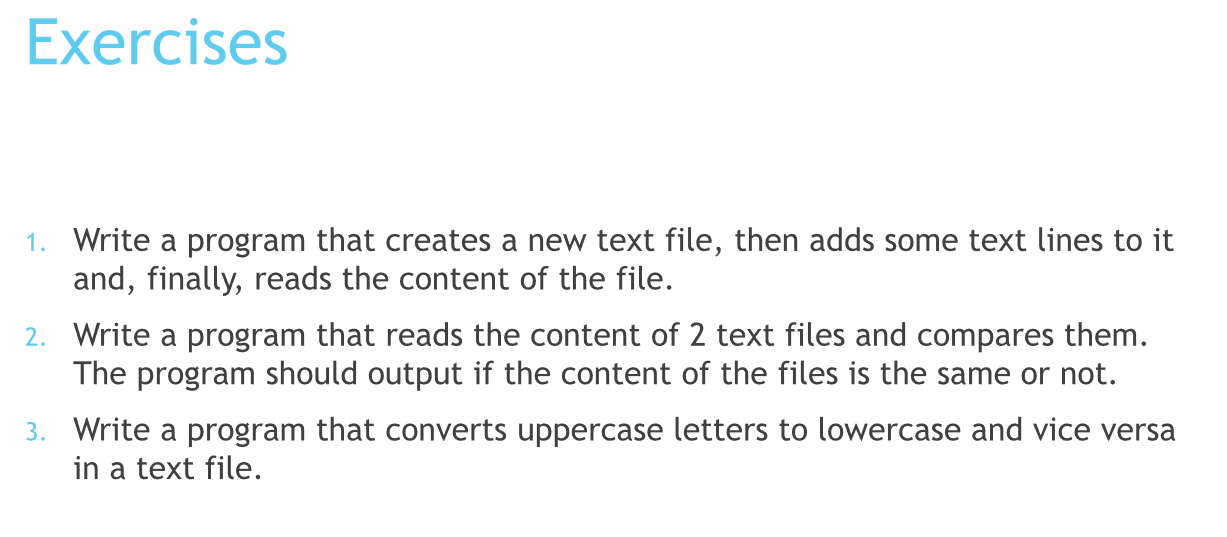 Exercises
1. Write a program that creates a new text file, then adds some text lines to it
and, finally, reads the content of the file.
2. Write a program that reads the content of 2 text files and compares them.
The program should output if the content of the files is the same or not.
3. Write a program that converts uppercase letters to lowercase and vice versa
in a text file.